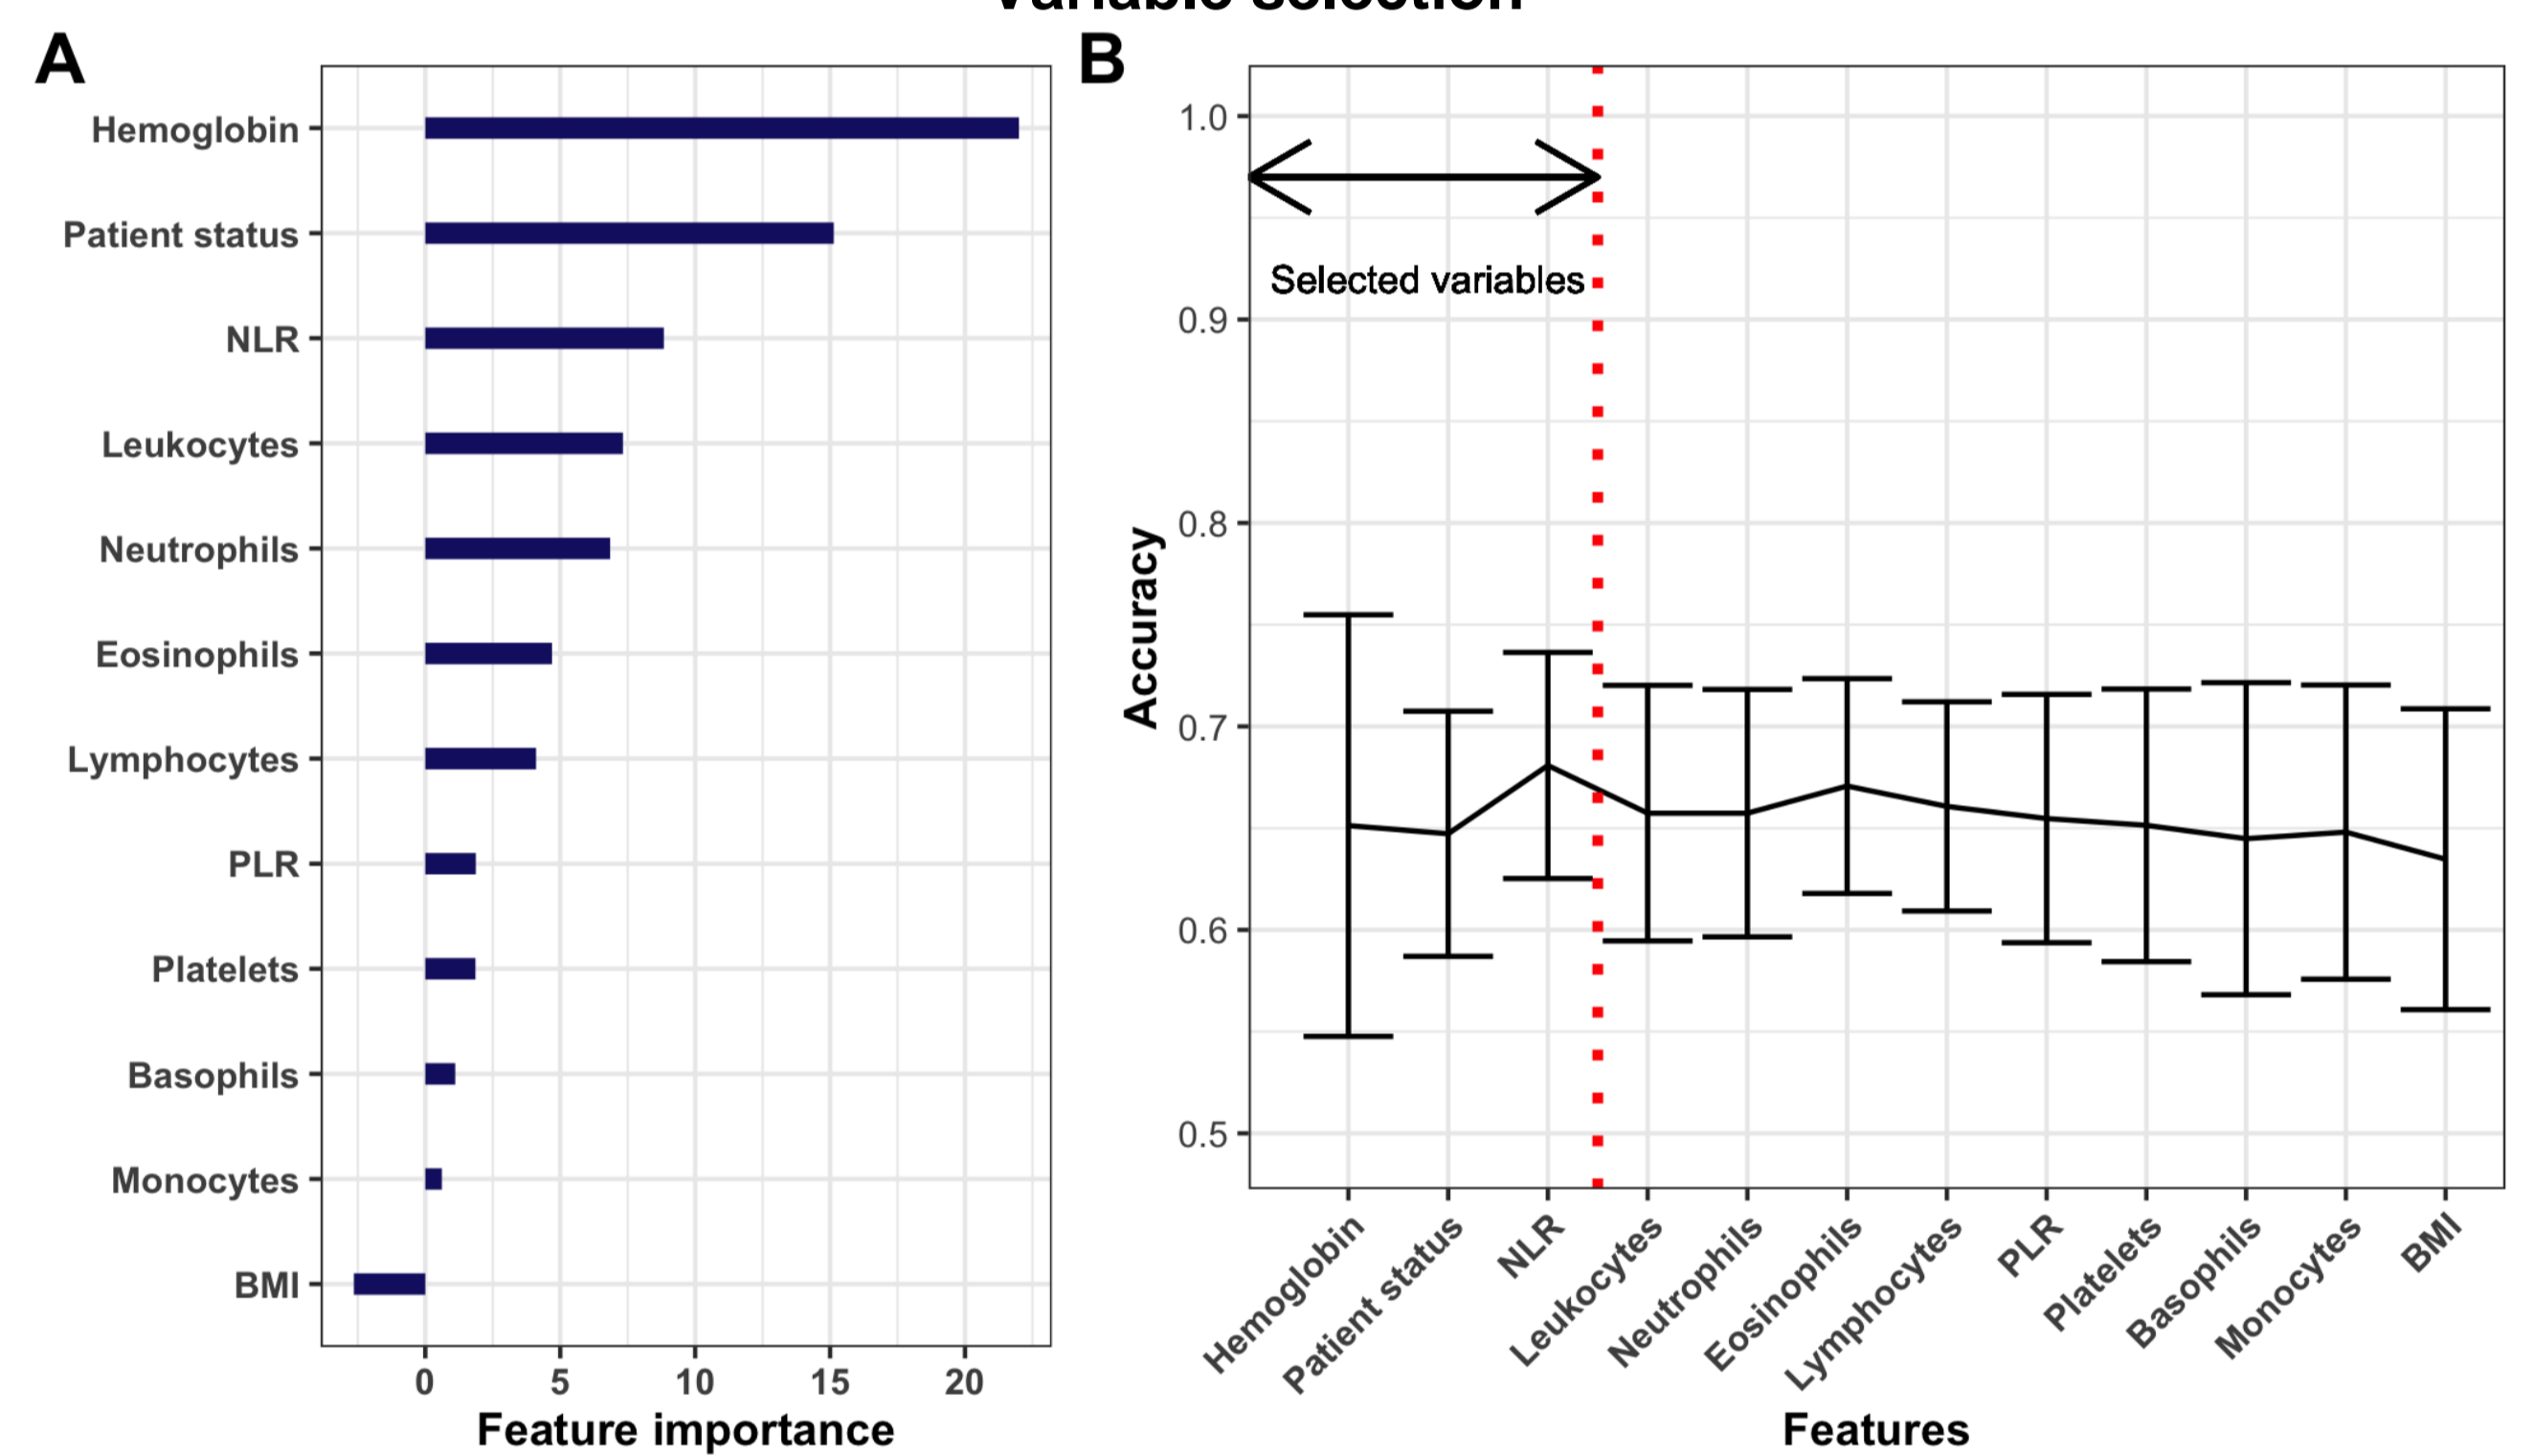 Variable selection
A
Hemoglobin
Patient status
NLR
Leukocytes
Neutrophils
Eosinophils
Lymphocytes
PLR
Platelets
Basophils
Monocytes
BMI
0 5 10 15 20
Feature importance
B
1.0
0.9
0.8
0.7
0.6
0.5
Accuracy
Selected variables
Hemoglobin
Patient status
NLR
Leukocytes
Neutrophils
Eosinophils
Lymphocytes
PLR
Platelets
Basophils
Monocytes
BMI
Features